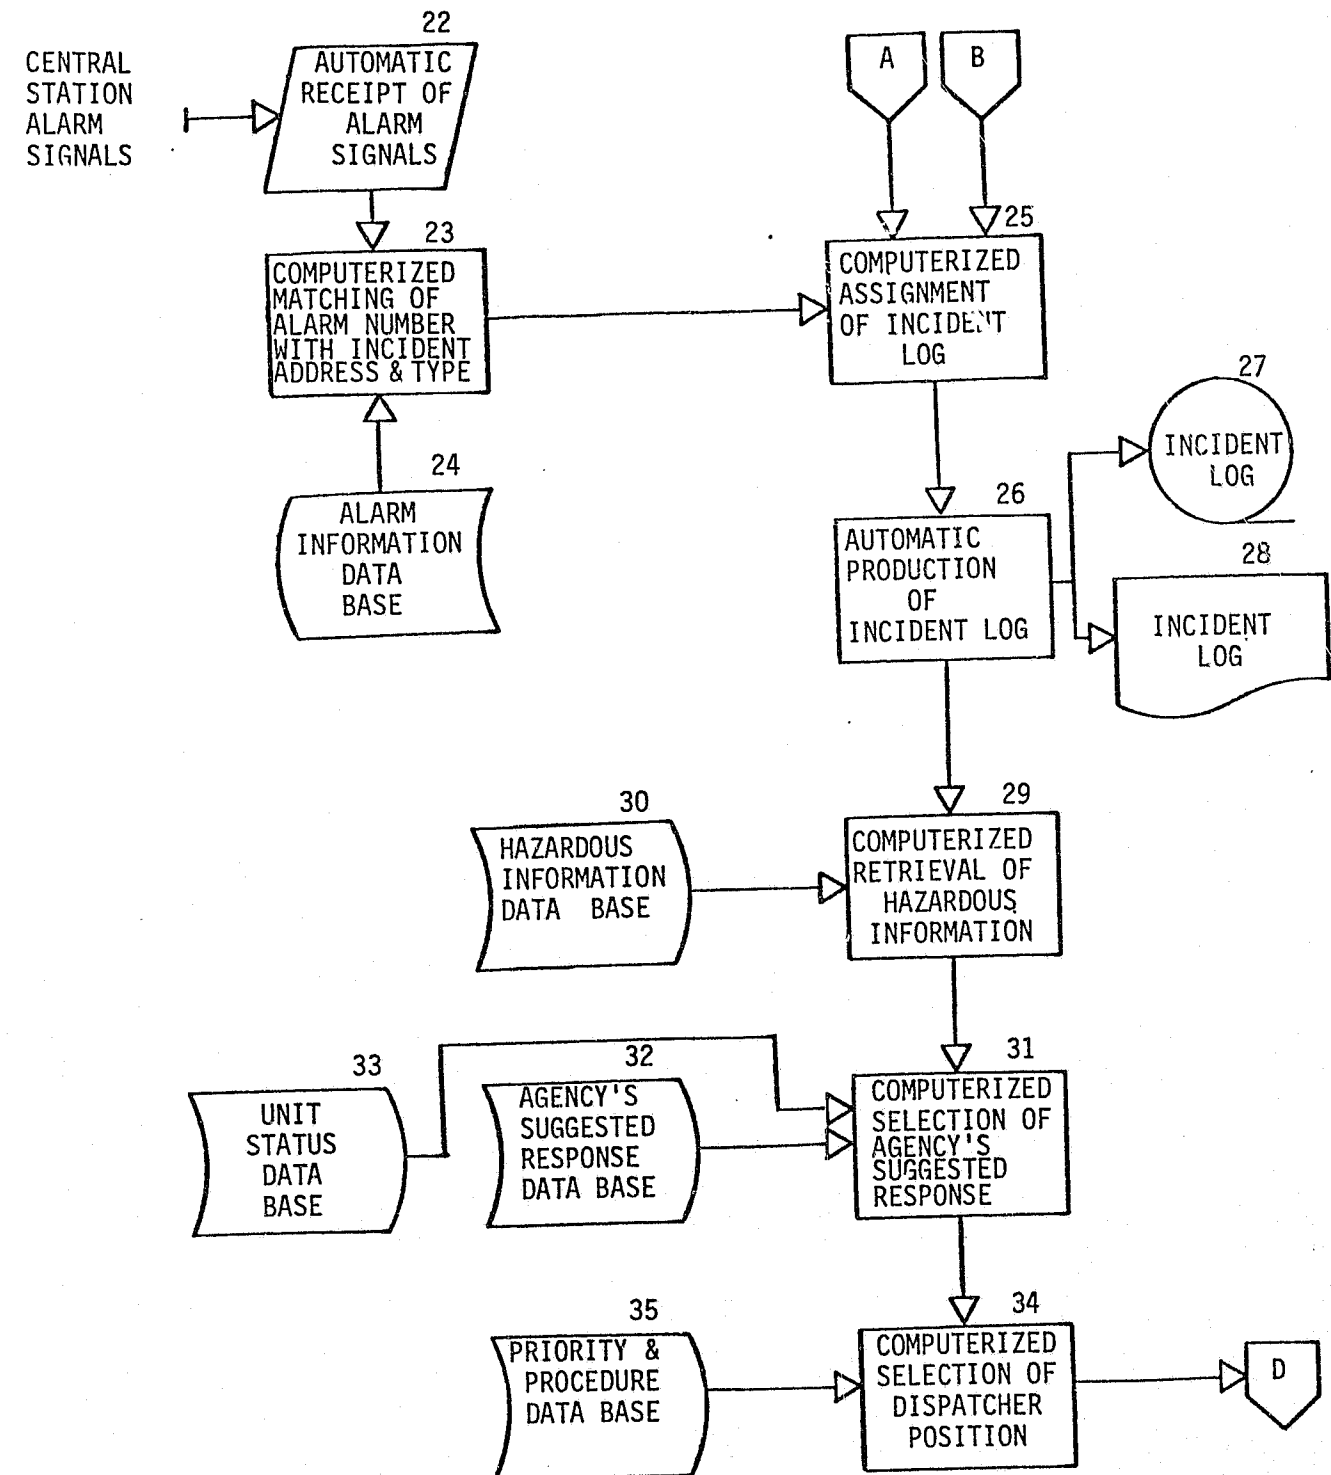 CENTRAL
STATION
ALARM
SIGNALS
22
AUTOMATIC
RECEIPT OF
ALARM
SIGNALS
A
B
23
COMPUTERIZED
MATCHING OF
ALARM NUMBER
WITH INCIDENT
ADDRESS & TYPE
25
COMPUTERIZED
ASSIGNMENT
OF INCIDENT
LOG
24
ALARM
INFORMATION
DATA
BASE
26
AUTOMATIC
PRODUCTION
OF
INCIDENT LOG
27
INCIDENT
LOG
28
INCIDENT
LOG
30
HAZARDOUS
INFORMATION
DATA BASE
29
COMPUTERIZED
RETRIEVAL OF
HAZARDOUS
INFORMATION
33
UNIT
STATUS
DATA
BASE
32
AGENCY'S
SUGGESTED
RESPONSE
DATA BASE
31
COMPUTERIZED
SELECTION OF
AGENCY'S
SUGGESTED
RESPONSE
35
PRIORITY &
PROCEDURE
DATA BASE
34
COMPUTERIZED
SELECTION OF
DISPATCHER
POSITION
D